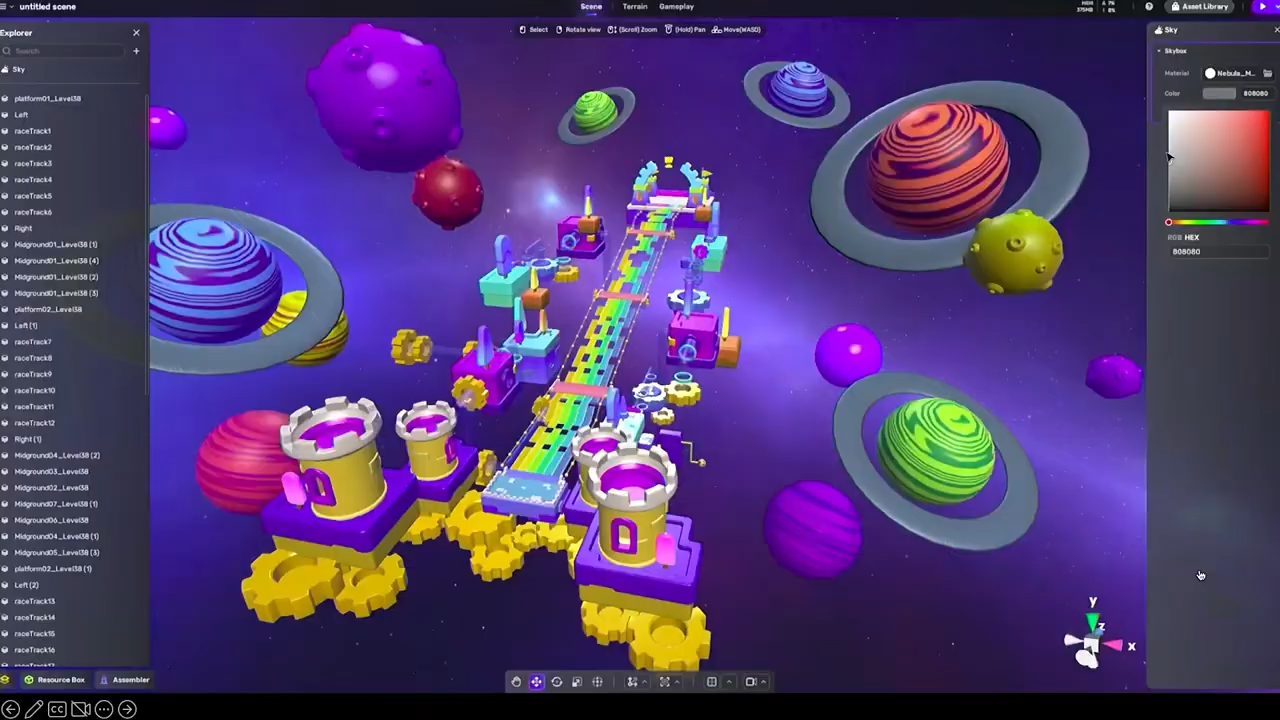 untitled scene
Scene
Terrain
Gameplay
Asset Library
Explorer
Select
Rotate view
(Scroll) Zoom
(Hold) Pan
Move(WASD)
Sky
Search
Skybox
Sky
Material
Nebula_M...
Color
808080
platform01_Level38
Left
raceTrack1
raceTrack2
raceTrack3
raceTrack4
raceTrack5
raceTrack6
Right
Midground01_Level38 (1)
Midground01_Level38 (4)
Midground01_Level38 (2)
Midground01_Level38 (3)
platform02_Level38
Left (1)
raceTrack7
raceTrack8
raceTrack9
raceTrack10
raceTrack11
raceTrack12
Right (1)
Midground04_Level38 (2)
Midground03_Level38
Midground02_Level38
Midground07_Level38 (1)
Midground06_Level38
Midground04_Level38 (1)
Midground05_Level38 (3)
platform02_Level38 (1)
Left (2)
raceTrack13
raceTrack14
raceTrack15
raceTrack16
RGB HEX
808080
y
z
x
Resource Box
Assembler
CC